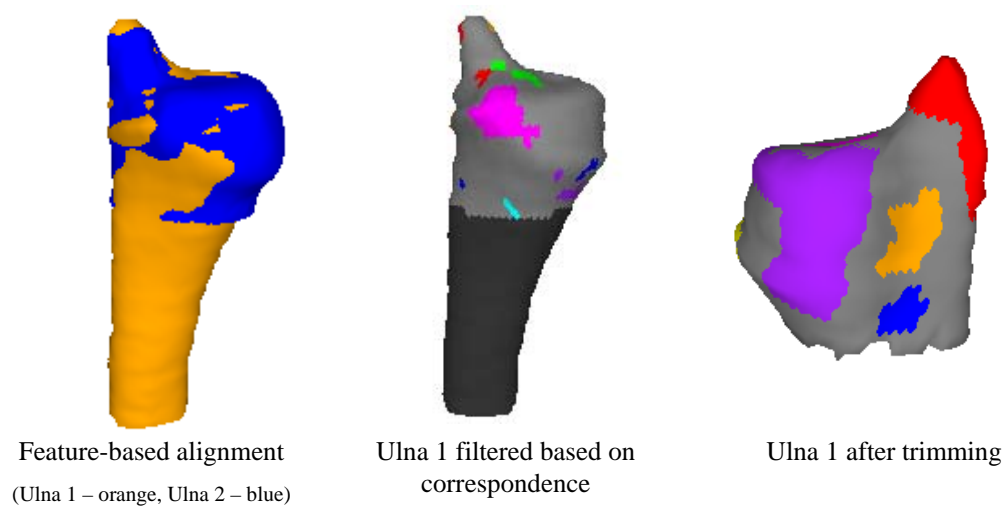 Feature-based alignment
(Ulna 1 – orange, Ulna 2 – blue)
Ulna 1 filtered based on
correspondence
Ulna 1 after trimming